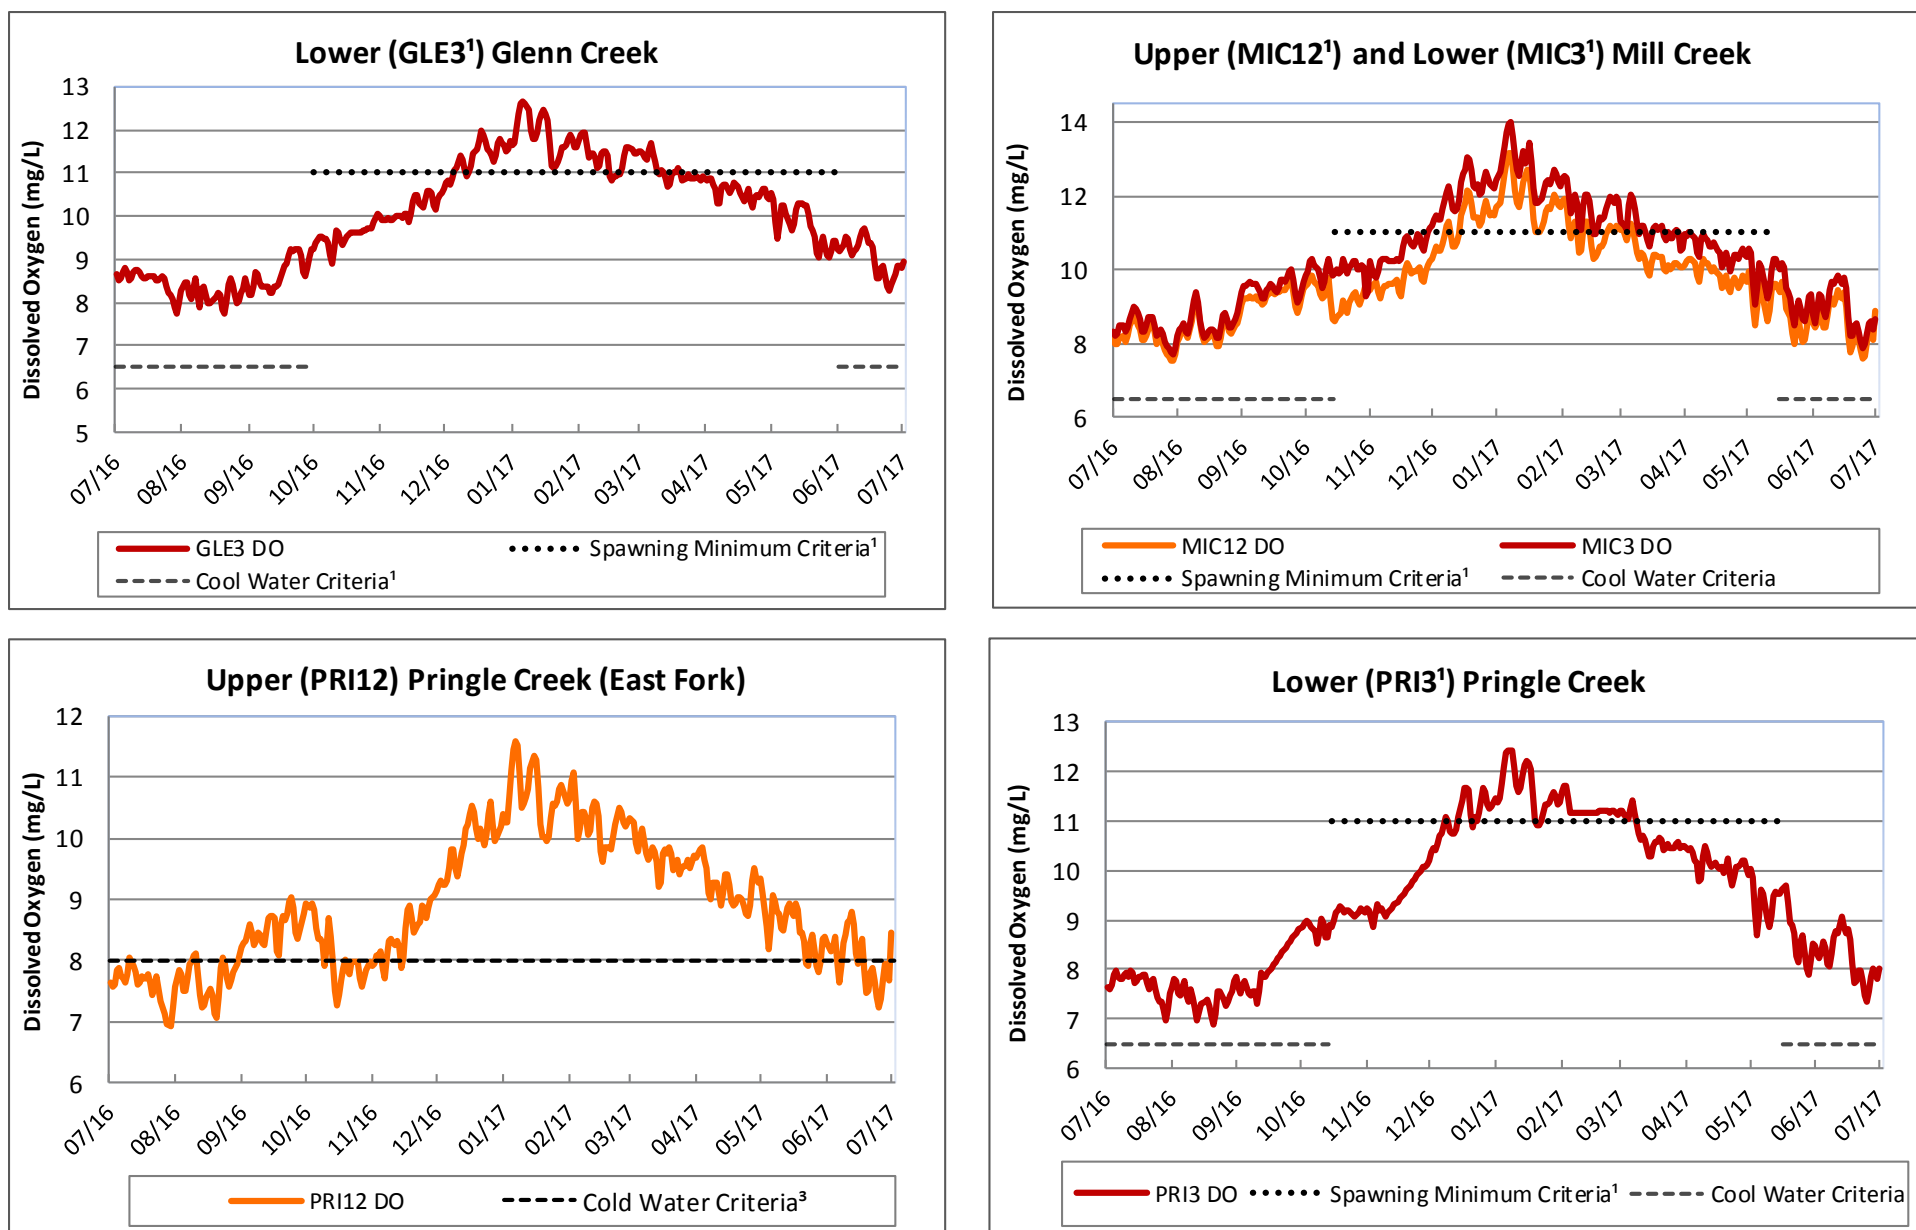 Lower (GLE3¹) Glenn Creek
Dissolved Oxygen (mg/L)
13
12
11
10
9
8
7
6
5
07/16 08/16 09/16 10/16 11/16 12/16 01/17 02/17 03/17 04/17 05/17 06/17 07/17
GLE3 DO Spawning Minimum Criteria¹
Cool Water Criteria¹
Upper (MIC12¹) and Lower (MIC3¹) Mill Creek
Dissolved Oxygen (mg/L)
14
12
10
8
6
07/16 08/16 09/16 10/16 11/16 12/16 01/17 02/17 03/17 04/17 05/17 06/17 07/17
MIC12 DO MIC3 DO
Spawning Minimum Criteria¹ Cool Water Criteria
Upper (PRI12) Pringle Creek (East Fork)
Dissolved Oxygen (mg/L)
12
11
10
9
8
7
6
07/16 08/16 09/16 10/16 11/16 12/16 01/17 02/17 03/17 04/17 05/17 06/17 07/17
PRI12 DO Cold Water Criteria³
Lower (PRI3¹) Pringle Creek
Dissolved Oxygen (mg/L)
13
12
11
10
9
8
7
6
07/16 08/16 09/16 10/16 11/16 12/16 01/17 02/17 03/17 04/17 05/17 06/17 07/17
PRI3 DO Spawning Minimum Criteria¹ Cool Water Criteria